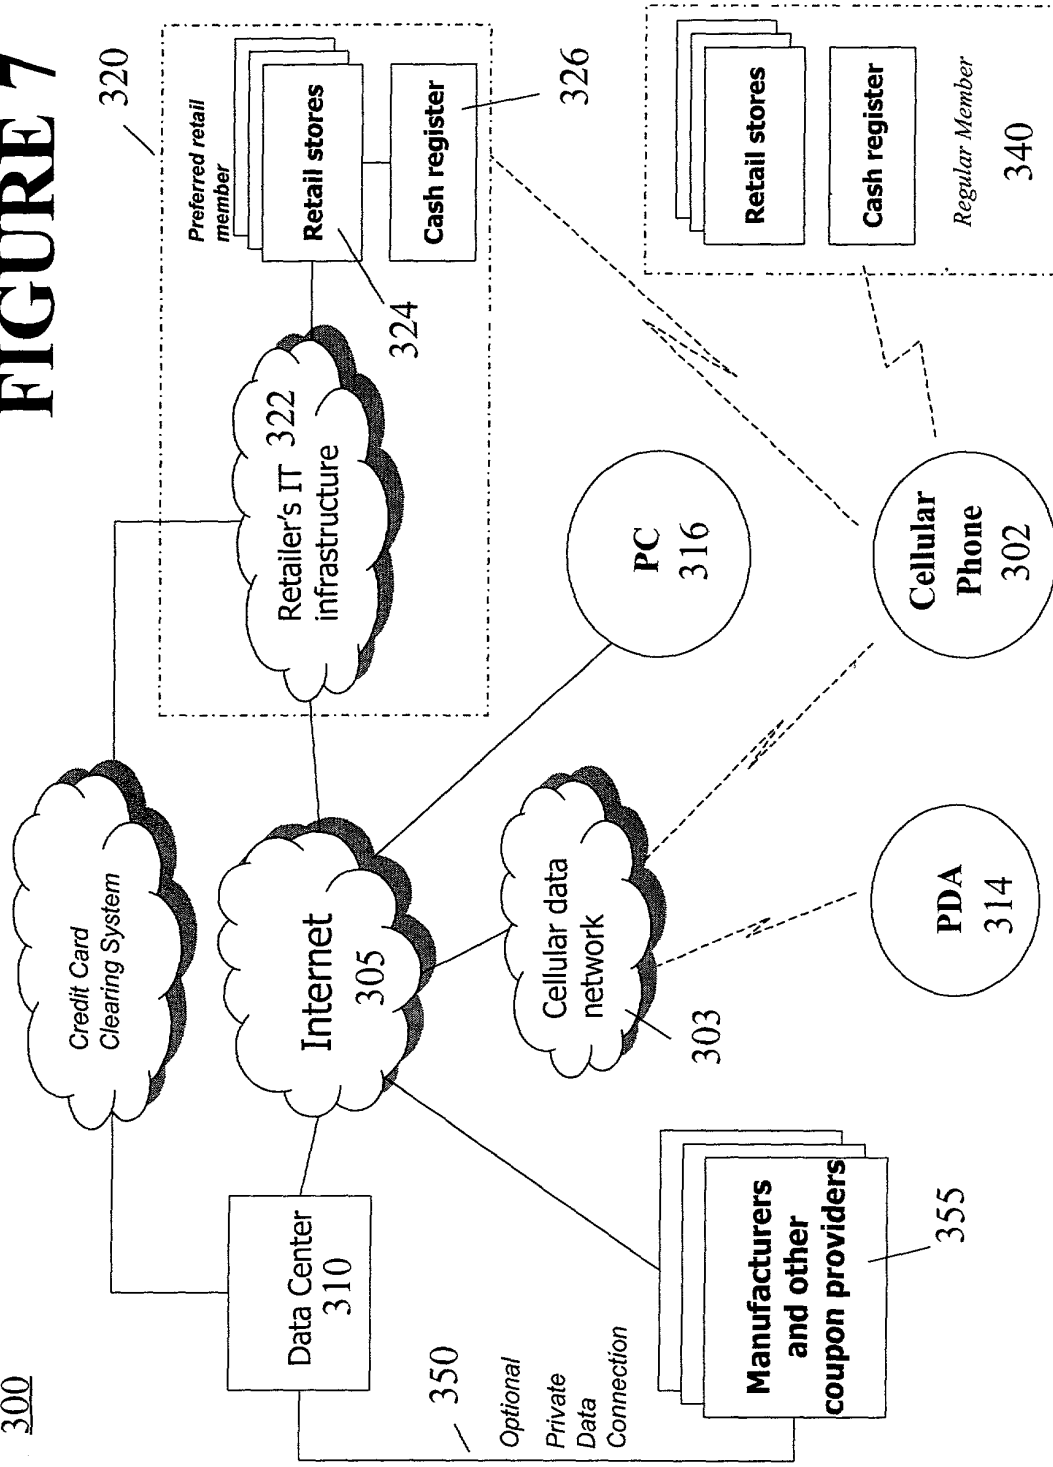 FIGURE 7
300
Credit Card
Clearing System
320
Preferred retail
member
Retail stores
Cash register
326
324
Retailer's IT
322
infrastructure
Data Center
310
Internet
305
350
Optional
Private
Data
Connection
Cellular data
network
303
PC
316
Retail stores
Cash register
Regular Member
340
Manufacturers
and other
coupon providers
355
PDA
314
Cellular
Phone
302